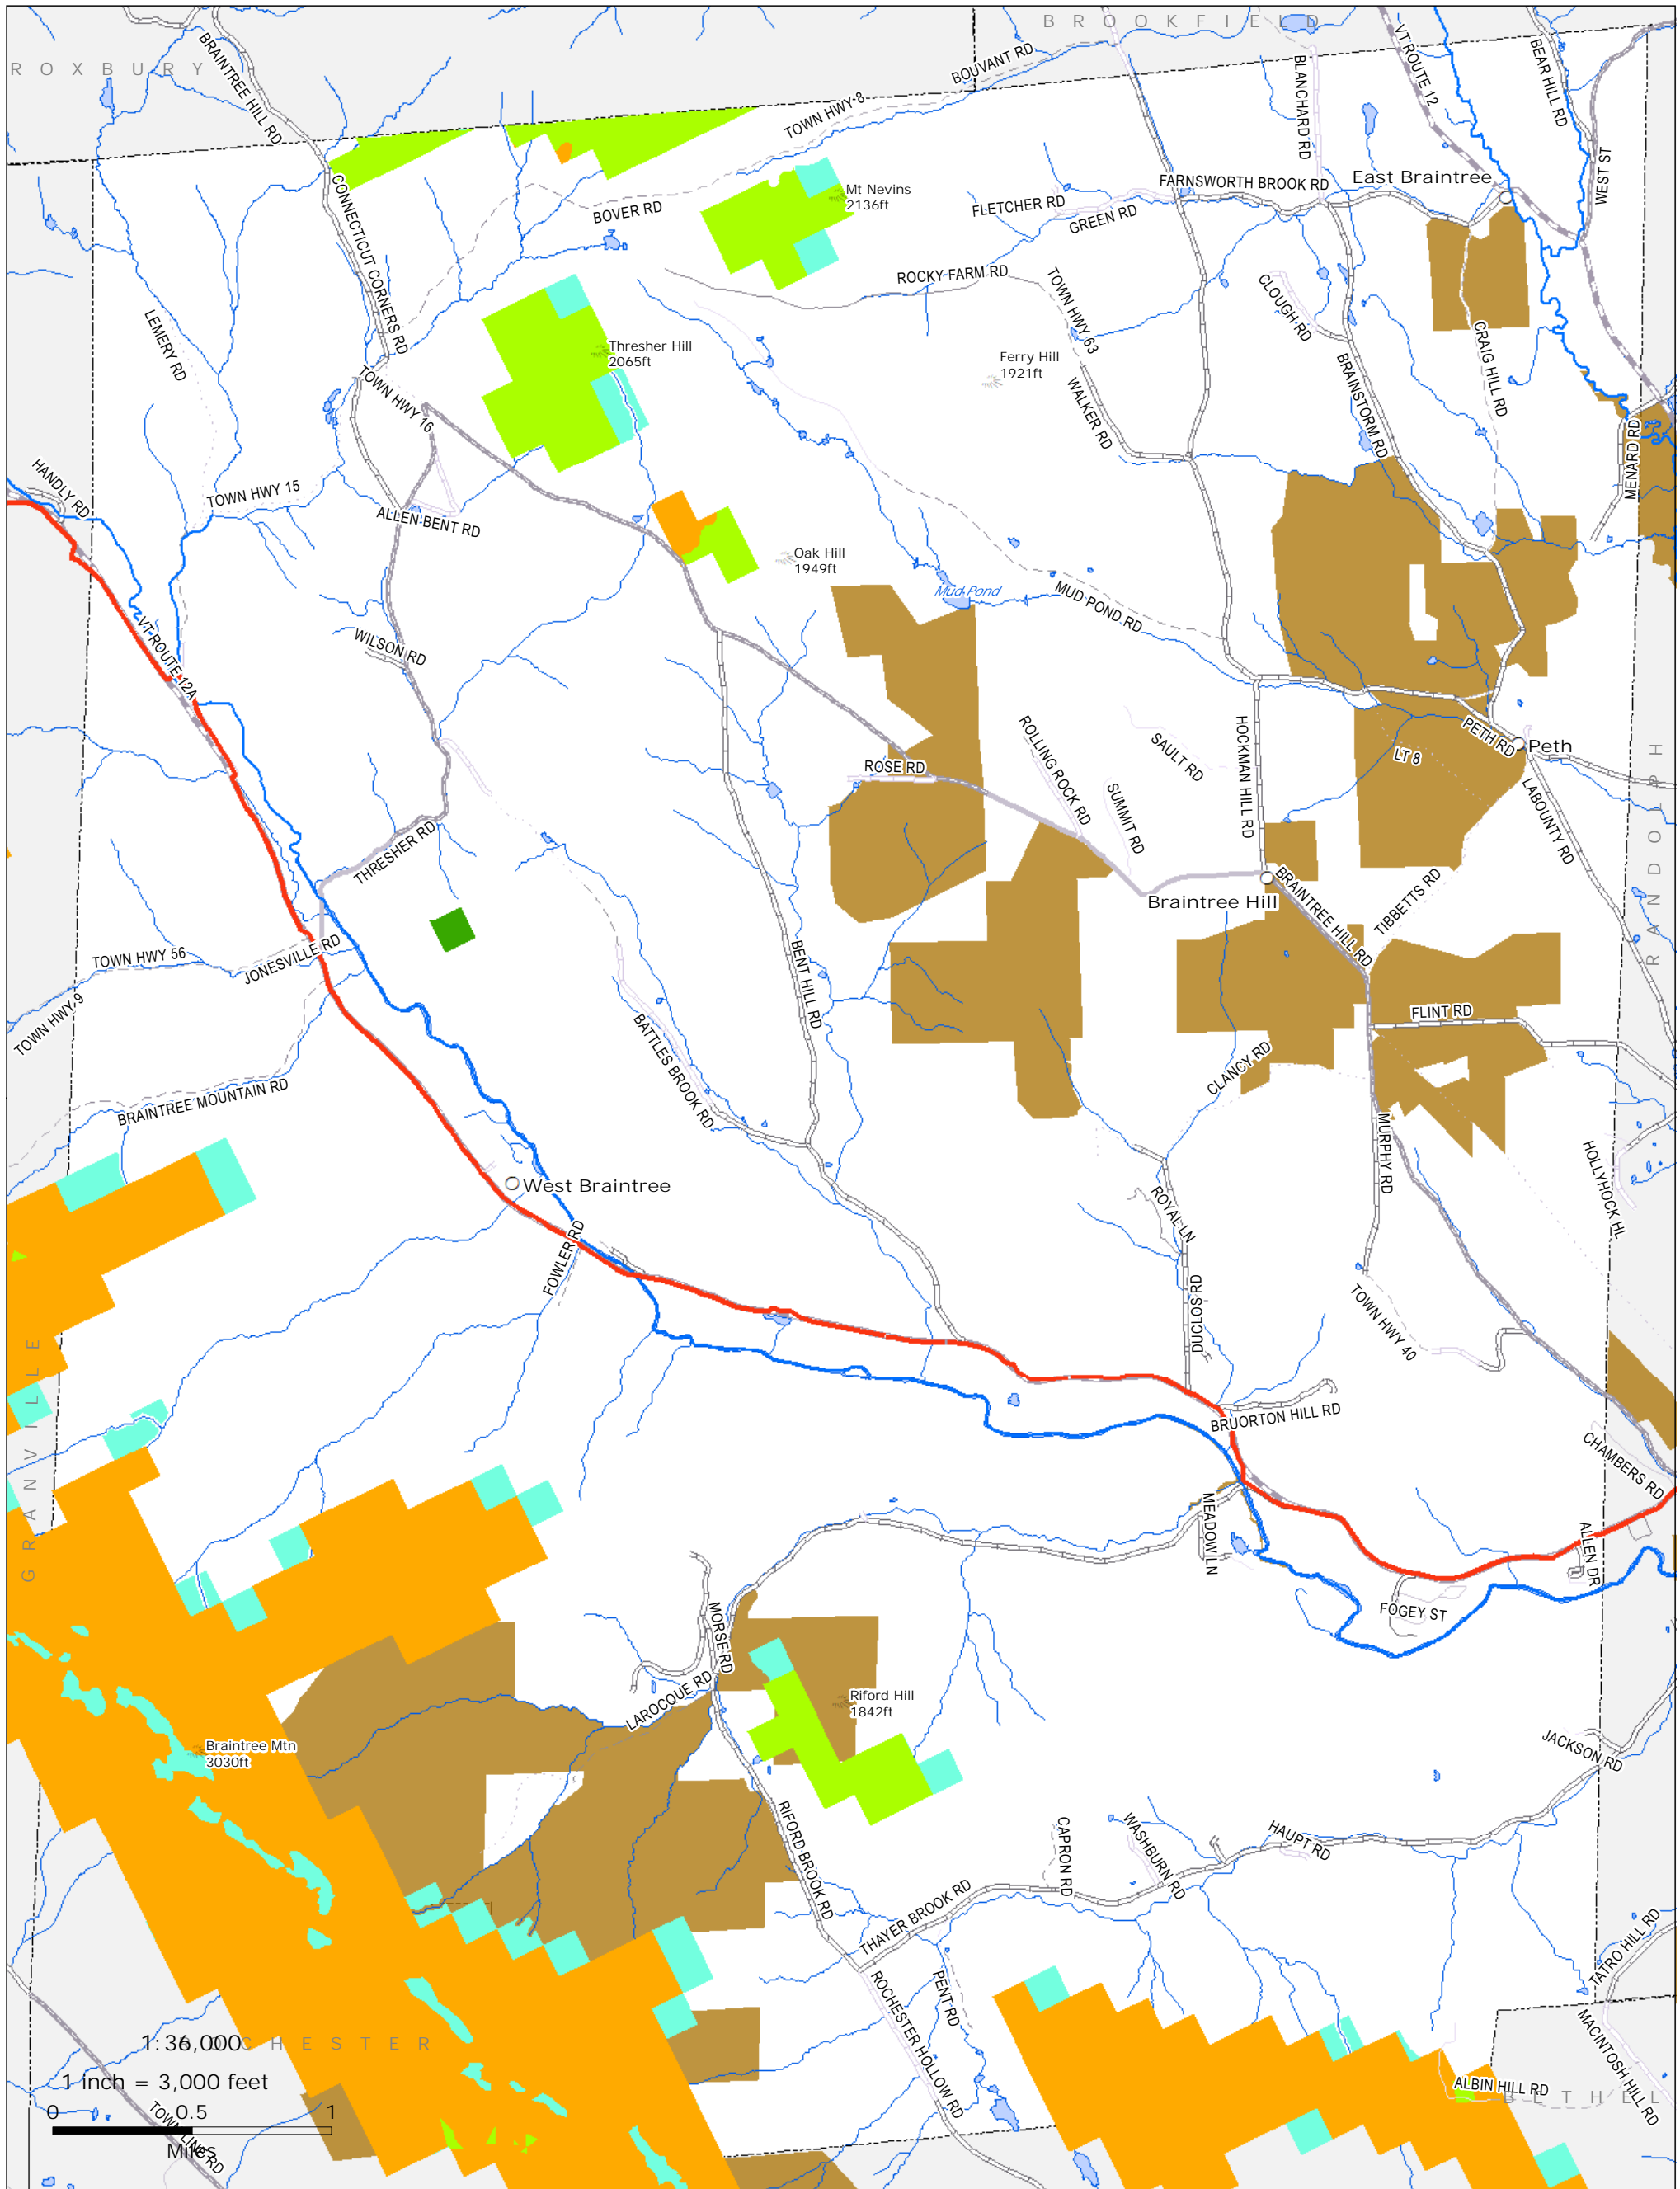 BROOKFIELD
ROXBURY
BRAINTREE HILL RD
BOUVANT RD
VT ROUTE 12
BEAR HILL RD
BLANCHARD RD
TOWN HWY 8
WEST ST
FARNSWORTH BROOK RD
East Braintree
CONNECTICUT CORNERS RD
BOVER RD
Mt Nevins
2136ft
FLETCHER RD
GREEN RD
ROCKY FARM RD
TOWN HWY 63
CLOUGH RD
LEMERY RD
Thresher Hill
2065ft
Ferry Hill
1921ft
CRAIG HILL RD
BRAINSTORM RD
TOWN HWY 16
WALKER RD
MENARD RD
HANDLY RD
TOWN HWY 15
ALLEN BENT RD
Oak Hill
1949ft
Mud Pond
MUD POND RD
VT ROUTE 12A
WILSON RD
ROLLING ROCK RD
SAULT RD
HOCKMAN HILL RD
PETH RD
Peth
LT 8
ROSE RD
SUMMIT RD
LABOUNTY RD
RANDOLPH
THRESHER RD
Braintree Hill
BRAINTREE HILL RD
TIBBETTS RD
TOWN HWY 56
JONESVILLE RD
BENT HILL RD
TOWN HWY 9
BATTLES BROOK RD
FLINT RD
CLANCY RD
BRAINTREE MOUNTAIN RD
MURPHY RD
HOLLYHOCK HL
West Braintree
ROYAL LN
FOWLER RD
DUCLOS RD
TOWN HWY 40
GRANVILLE
BRUORTON HILL RD
CHAMBERS RD
MEADOW LN
ALLEN DR
FOGEY ST
MORSE RD
LAROCQUE RD
Riford Hill
1842ft
Braintree Mtn
3030ft
JACKSON RD
RIFORD BROOK RD
CAPRON RD
WASHBURN RD
HAUPT RD
THAYER BROOK RD
TATRO HILL RD
PENT RD
ROCHESTER HOLLOW RD
MACINTOSH HILL RD
1:36,000
CHESTER
1 inch = 3,000 feet
ALBIN HILL RD
BETHEL
0 0.5 1
Miles
TOWN LINE RD